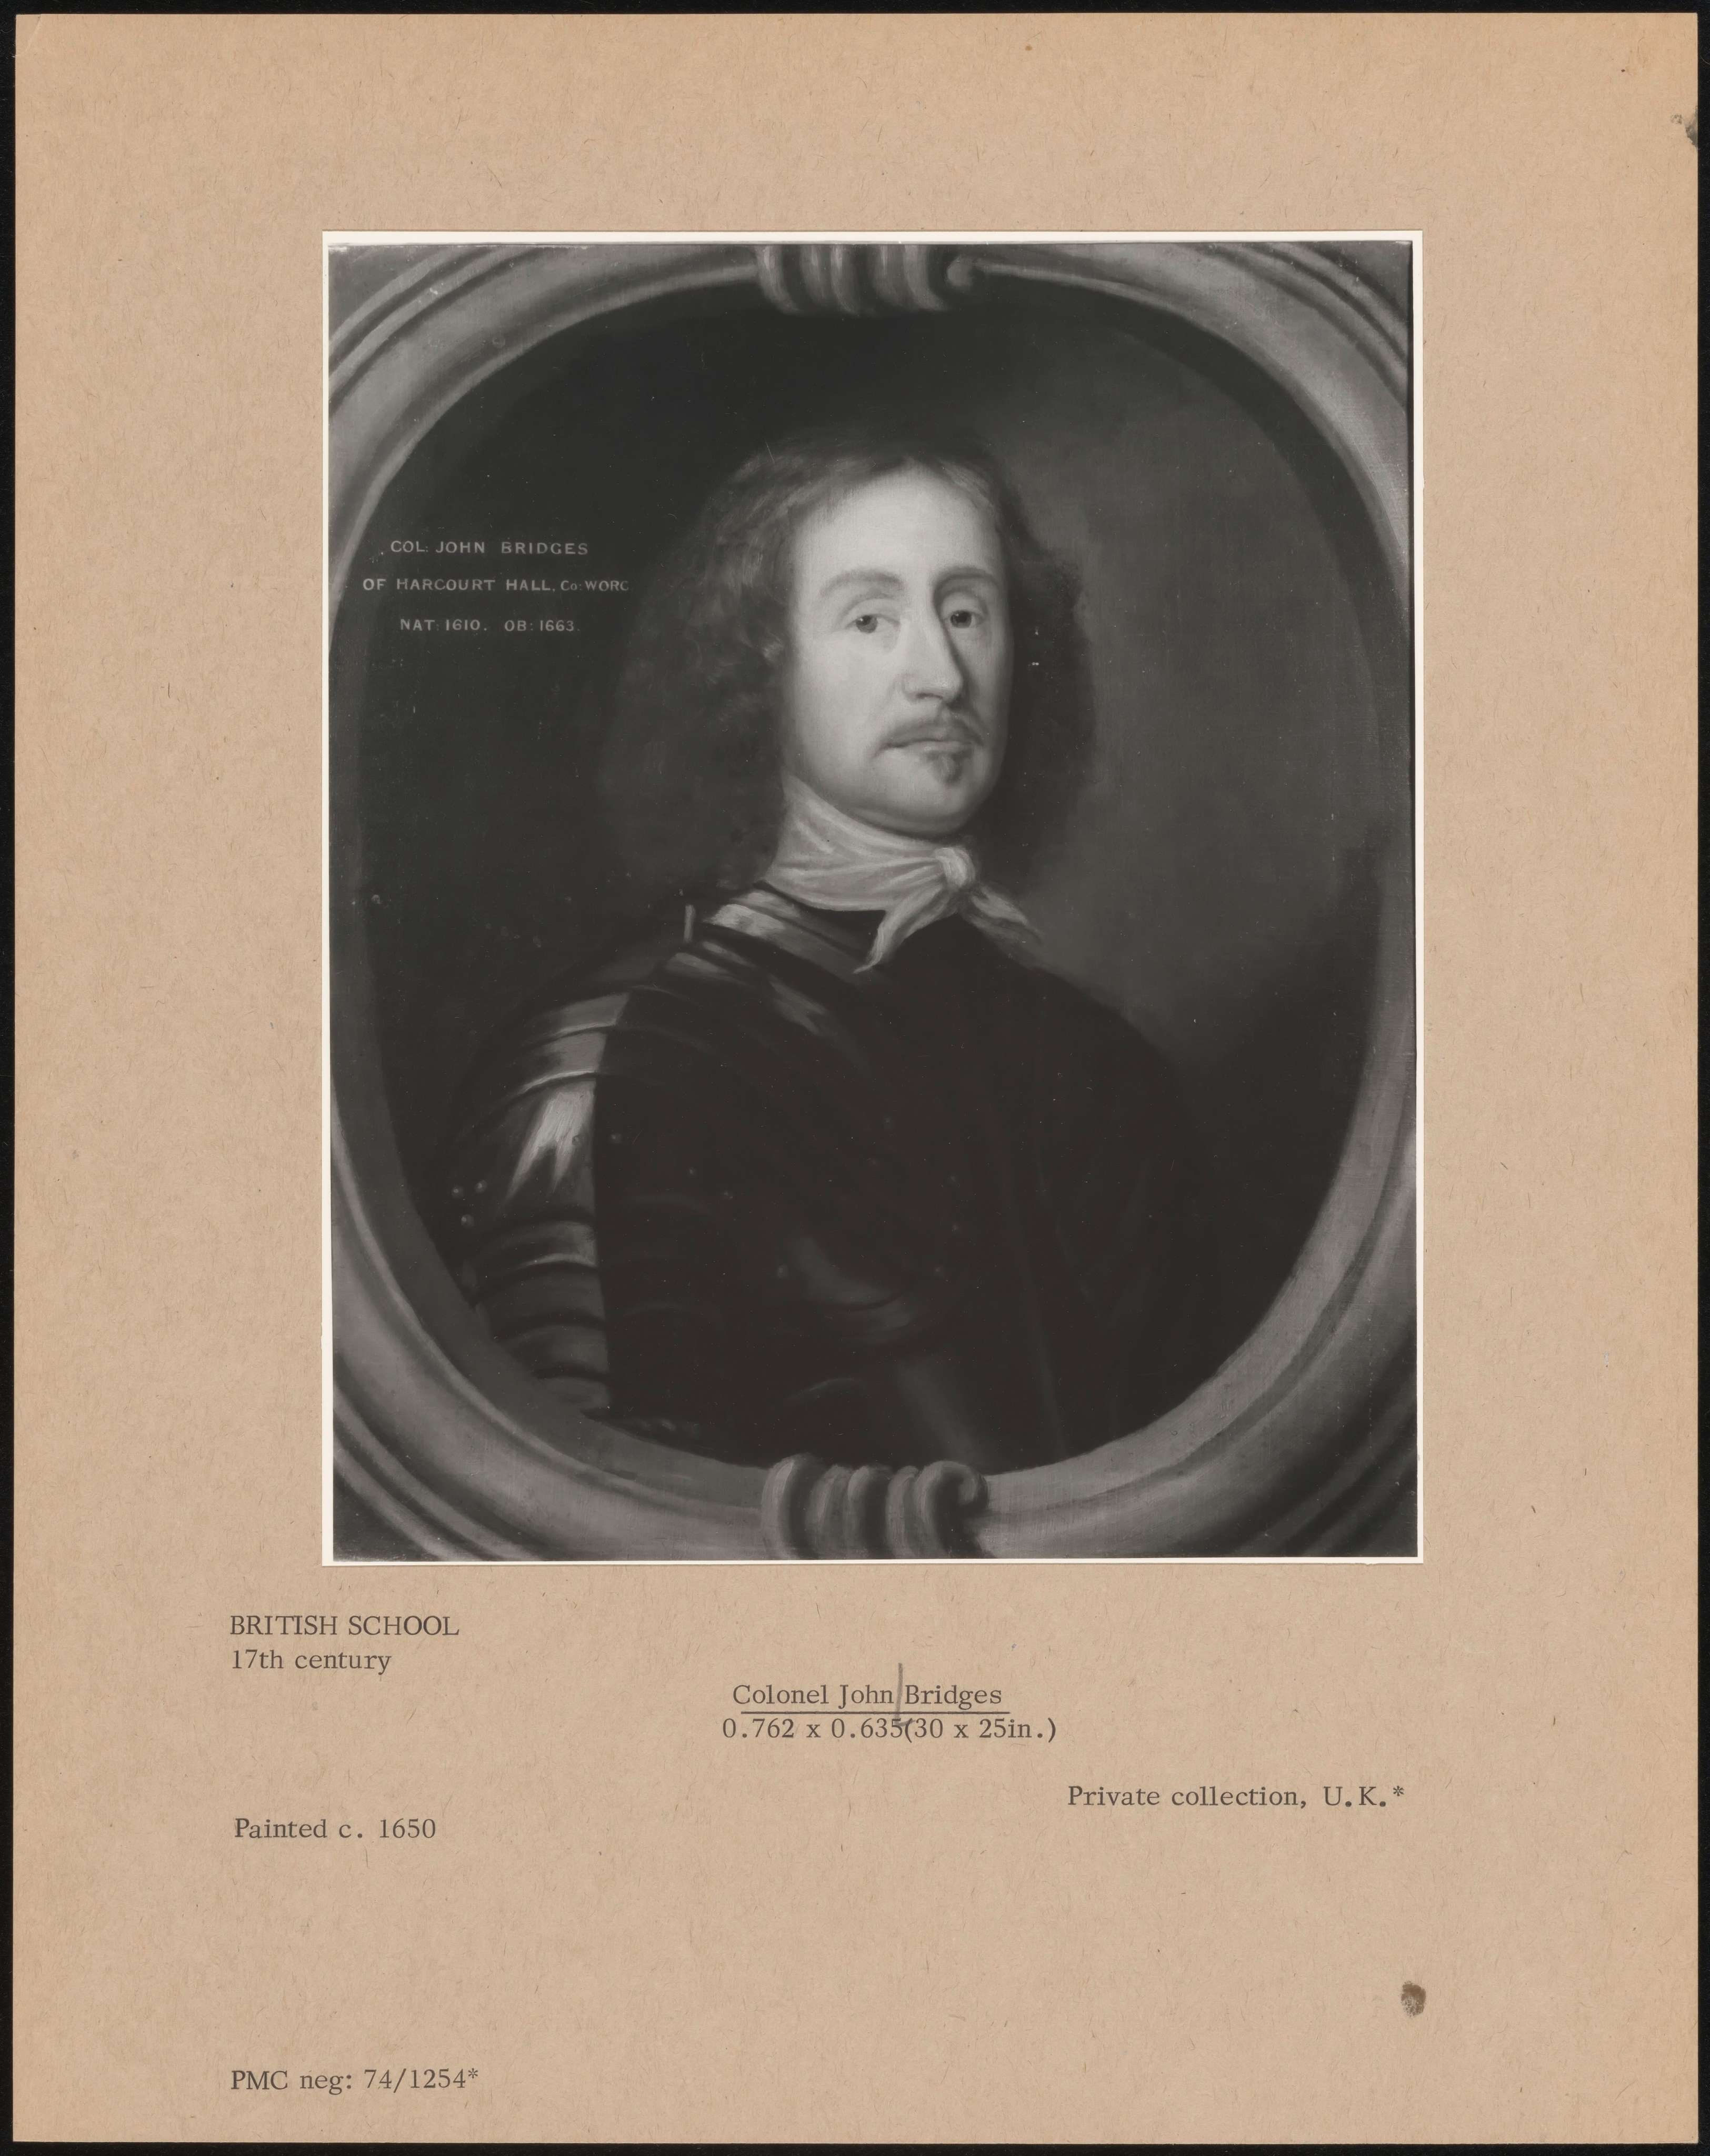 COL: JOHN BRIDGES
OF HARCOURT HALL, Co: WORC
NAT: 1610. OB: 1663.
BRITISH SCHOOL
17th century
Colonel John Bridges
0.762 x 0.635(30 x 25in.)
Private collection, U.K.*
Painted c. 1650
PMC neg: 74/1254*